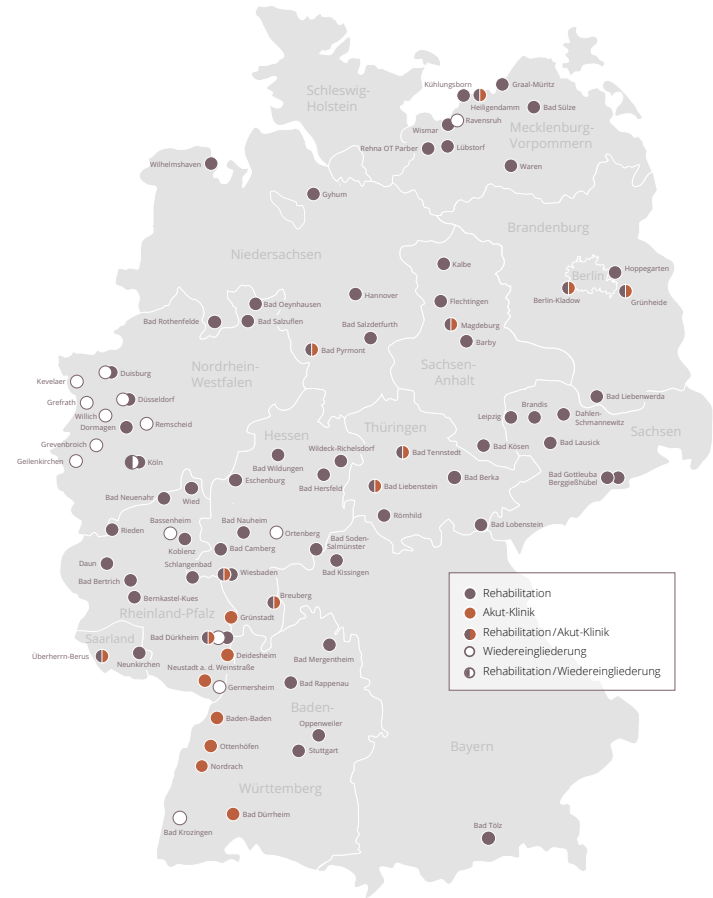 Kühlungsborn
Graal-Müritz
Schleswig-
Holstein
Heiligendamm
Bad Sülze
Ravensruh
Wismar
Mecklenburg-
Vorpommern
Rehna OT Parber
Lübstorf
Wilhelmshaven
Waren
Gyhum
Brandenburg
Niedersachsen
Kalbe
Hoppegarten
Berlin
Berlin-Kladow
Grünheide
Hannover
Flechtingen
Bad Oeynhausen
Bad Rothenfelde
Bad Salzuflen
Bad Salzdetfurth
Magdeburg
Barby
Bad Pyrmont
Sachsen-
Anhalt
Nordrhein-
Westfalen
Duisburg
Kevelaer
Grefrath
Düsseldorf
Willich
Dormagen
Remscheid
Bad Liebenwerda
Brandis
Leipzig
Dahlen-
Schmannewitz
Thüringen
Sachsen
Hessen
Grevenbroich
Bad Kösen
Bad Lausick
Wildeck-Richelsdorf
Bad Tennstedt
Geilenkirchen
Köln
Bad Wildungen
Eschenburg
Bad Hersfeld
Bad Liebenstein
Bad Berka
Bad Gottleuba
Berggießhübel
Bad Neuenahr
Wied
Römhild
Bad Lobenstein
Rieden
Bassenheim
Bad Nauheim
Ortenberg
Koblenz
Bad Camberg
Bad Soden-
Salmünster
Bad Kissingen
Daun
Schlangenbad
Wiesbaden
Bad Bertrich
Bernkastel-Kues
Breuberg
Rheinland-Pfalz
Grünstadt
Saarland
Bad Dürkheim
Überherrn-Berus
Neunkirchen
Deidesheim
Neustadt a. d. Weinstraße
Bad Mergentheim
Germersheim
Bad Rappenau
Baden-
Baden-Baden
Oppenweiler
Ottenhöfen
Stuttgart
Bayern
Nordrach
Württemberg
Bad Dürrheim
Bad Krozingen
Bad Tölz
Rehabilitation
Akut-Klinik
Rehabilitation/Akut-Klinik
Wiedereingliederung
Rehabilitation/Wiedereingliederung